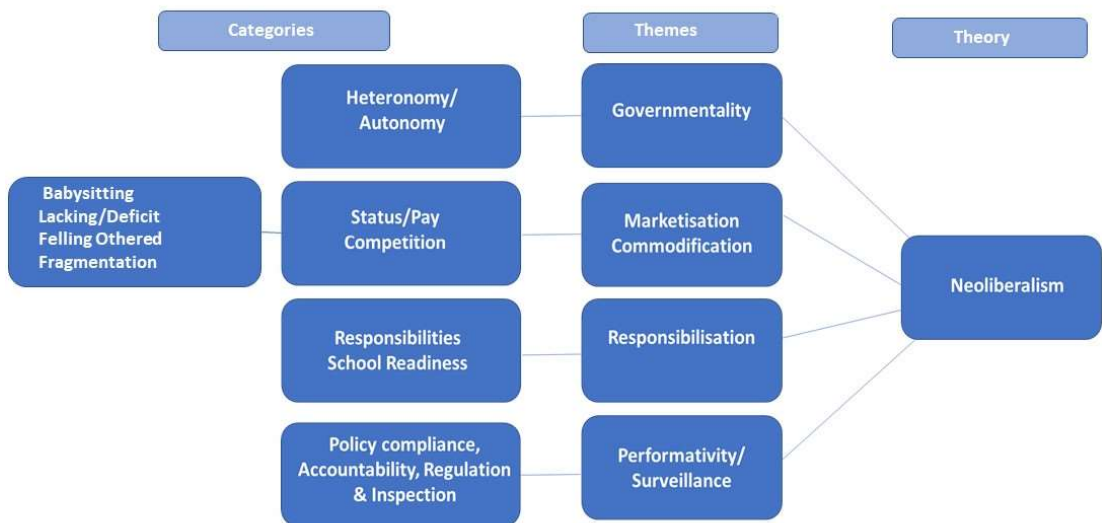 Categories
Themes
Theory
Heteronomy/
Autonomy
Governmentality
Babysitting
Lacking/Deficit
Felling Othered
Fragmentation
Status/Pay
Competition
Marketisation
Commodification
Neoliberalism
Responsibilities
School Readiness
Responsibilisation
Policy compliance,
Accountability, Regulation
& Inspection
Performativity/
Surveillance